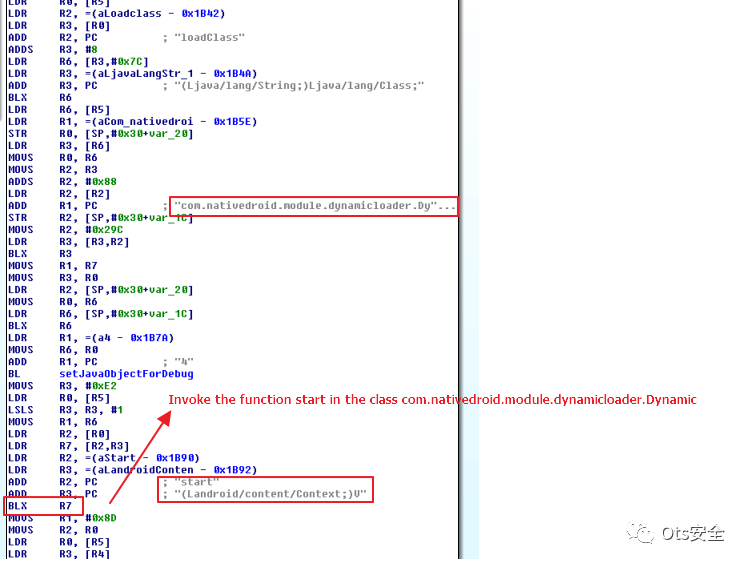 LDR R0, [R5]
LDR R2, =(aLoadclass - 0x1B42)
LDR R3, [R0]
ADD R2, PC ; "loadClass"
ADDS R3, #8
LDR R6, [R3,#0x7C]
LDR R3, =(aLjavaLangStr_1 - 0x1B4A)
ADD R3, PC ; "(Ljava/lang/String;)Ljava/lang/Class;"
BLX R6
LDR R6, [R5]
LDR R1, =(aCom_nativedroi - 0x1B5E)
STR R0, [SP,#0x30+var_20]
LDR R3, [R6]
MOVS R0, R6
MOVS R2, R3
ADDS R2, #0x88
LDR R2, [R2]
ADD R1, PC ; "com.nativedroid.module.dynamicloader.Dy"...
STR R2, [SP,#0x30+var_1C]
MOVS R2, #0x29C
LDR R3, [R3,R2]
BLX R3
MOVS R1, R7
MOVS R3, R0
LDR R2, [SP,#0x30+var_20]
MOVS R0, R6
LDR R6, [SP,#0x30+var_1C]
BLX R6
LDR R1, =(a4 - 0x1B7A)
MOVS R6, R0
ADD R1, PC ; "4"
BL setJavaObjectForDebug
MOVS R3, #0xE2
LDR R0, [R5]
Invoke the function start in the class com.nativedroid.module.dynamicloader.Dynamic
LSLS R3, R3, #1
MOVS R1, R6
LDR R2, [R0]
LDR R7, [R2,R3]
LDR R2, =(aStart - 0x1B90)
LDR R3, =(aLandroidConten - 0x1B92)
ADD R2, PC ; "start"
ADD R3, PC ; "(Landroid/content/Context;)V"
BLX R7
MOVS R1, #0x8D
MOVS R2, R0
LDR R0, [R5]
LDR R3, [R4]
Ots安全